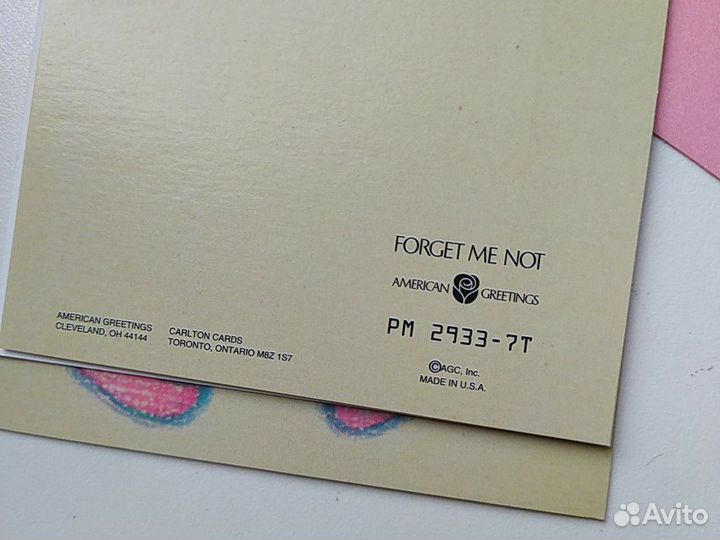 FORGET ME NOT
AMERICAN GREETINGS
PM 2933-7T
©AGC, Inc.
MADE IN U.S.A.
AMERICAN GREETINGS
CLEVELAND, OH 44144
CARLTON CARDS
TORONTO, ONTARIO M8Z 1S7
Avito